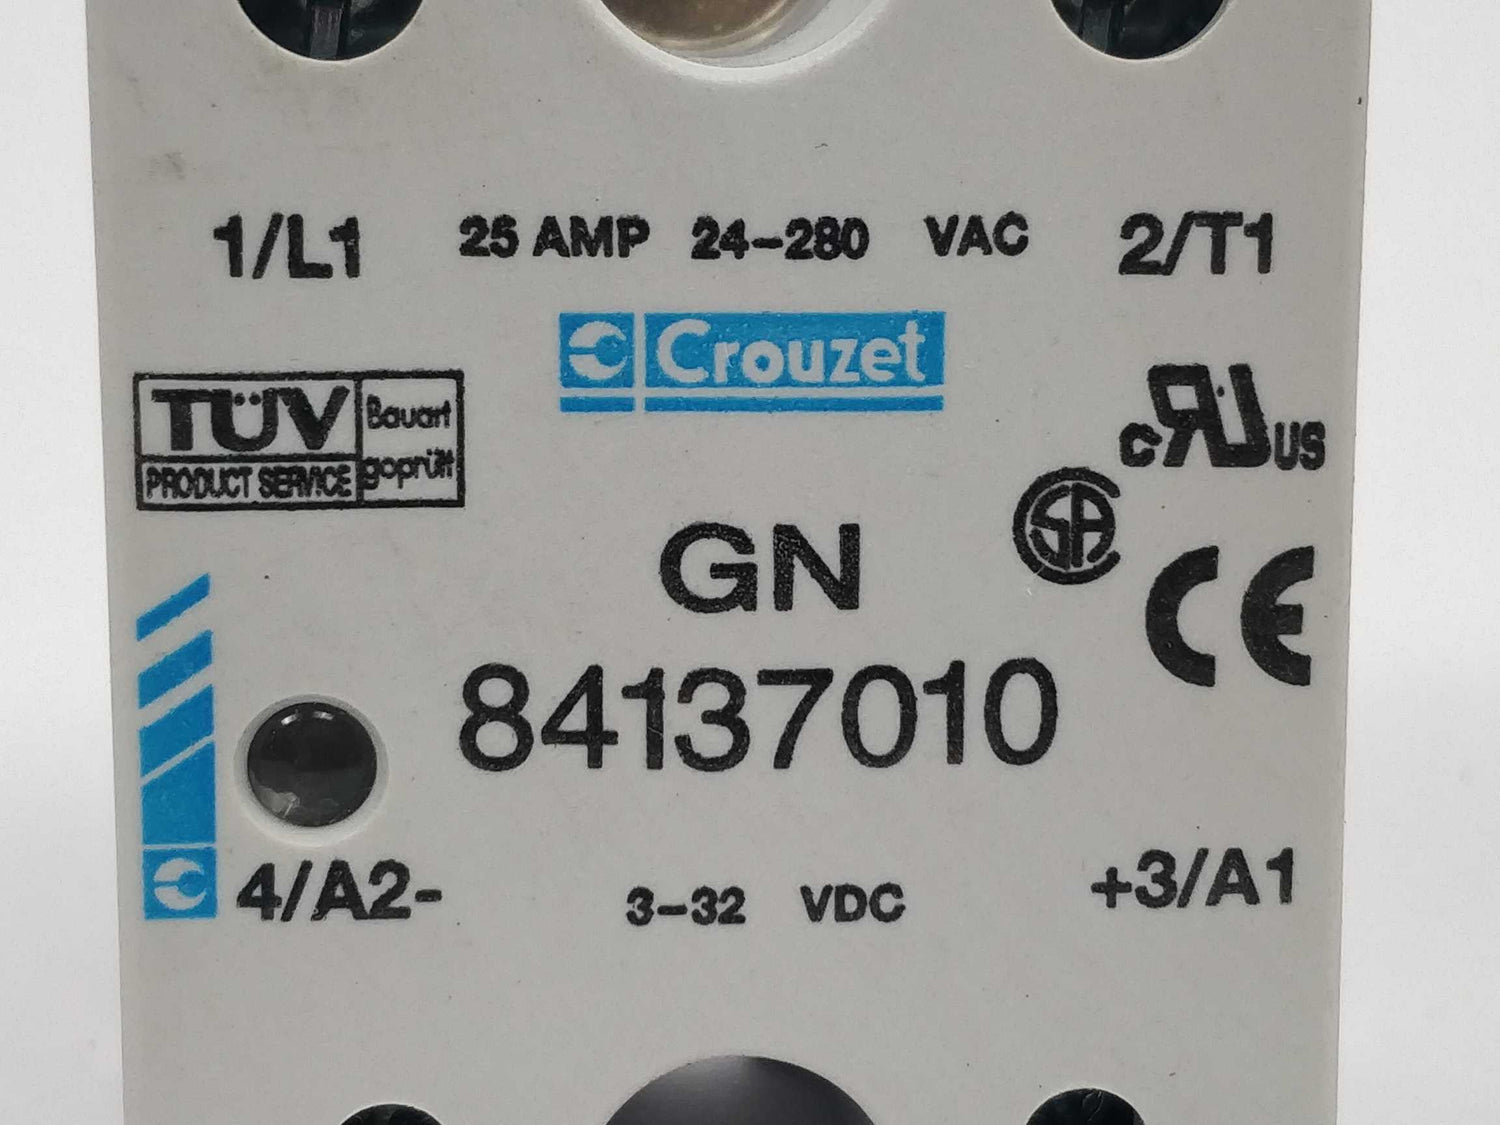 1/L1 25 AMP 24-280 VAC 2/T1
Crouzet
TÜV Bauart
PRODUCT SERVICE geprüft
c RU US
SA
GN
CE
84137010
4/A2- 3-32 VDC +3/A1